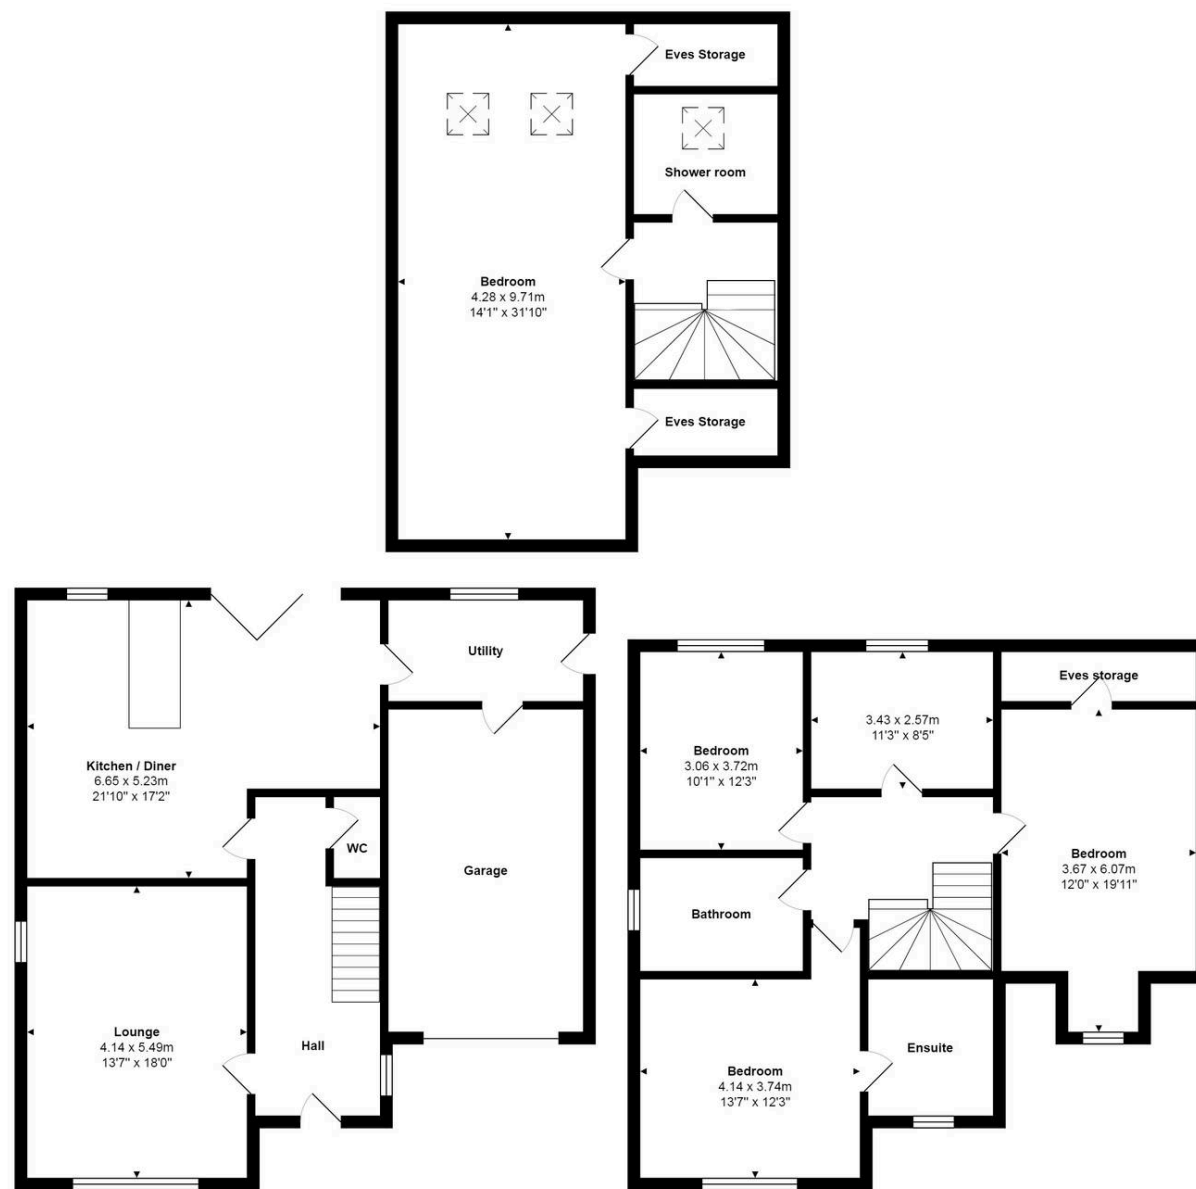 Eves Storage
Shower room
Bedroom
4.28 x 9.71m
14'1" x 31'10"
Eves Storage
Utility
Kitchen / Diner
6.65 x 5.23m
21'10" x 17'2"
WC
Garage
Lounge
4.14 x 5.49m
13'7" x 18'0"
Hall
Eves storage
3.43 x 2.57m
11'3" x 8'5"
Bedroom
3.06 x 3.72m
10'1" x 12'3"
Bedroom
3.67 x 6.07m
12'0" x 19'11"
Bathroom
Bedroom
4.14 x 3.74m
13'7" x 12'3"
Ensuite